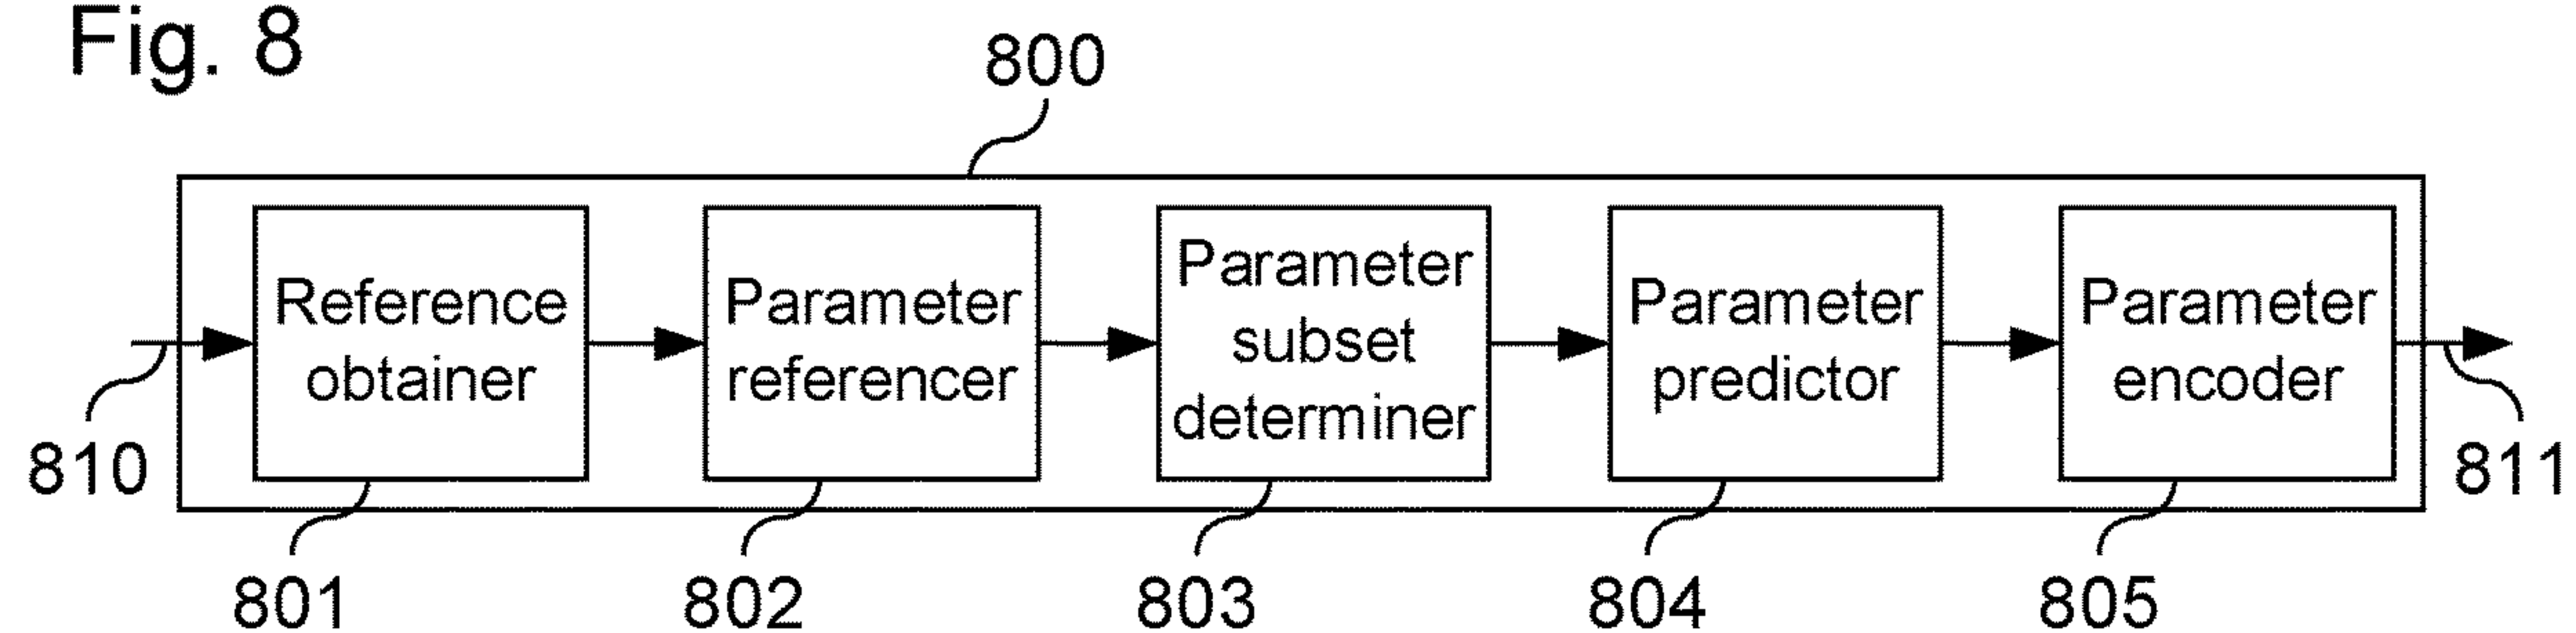 Fig. 8
800
Reference
obtainer
Parameter
referencer
Parameter
subset
determiner
Parameter
predictor
Parameter
encoder
810
811
801
802
803
804
805